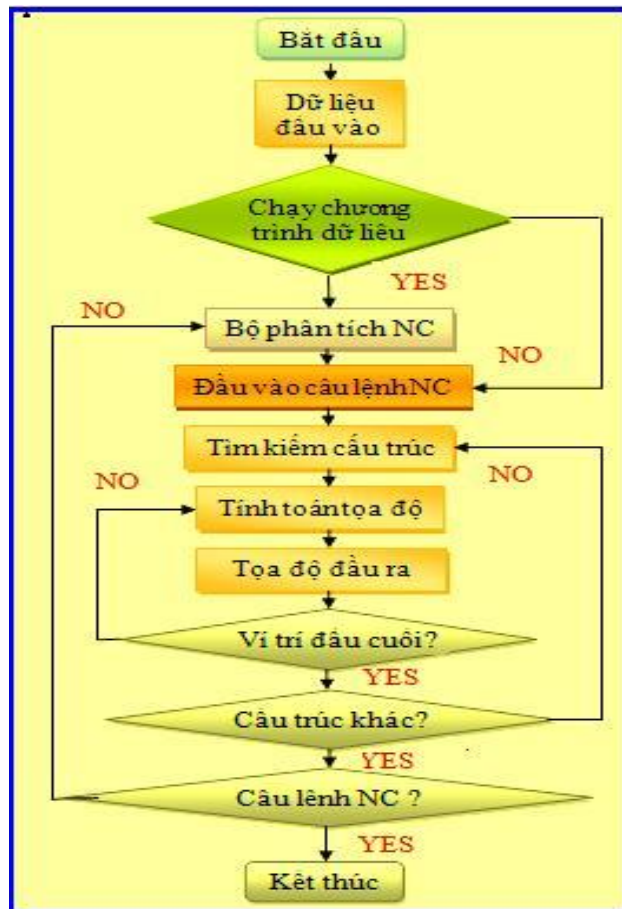 Bắt đầu
Dữ liệu
đầu vào
Chạy chương
trình dữ liệu
YES
NO
Bộ phân tích NC
NO
Đầu vào câu lệnh NC
Tìm kiếm cấu trúc
NO
NO
Tính toán tọa độ
Tọa độ đầu ra
Ví trí đầu cuối?
YES
Câu trúc khác?
YES
Câu lệnh NC ?
YES
Kết thúc